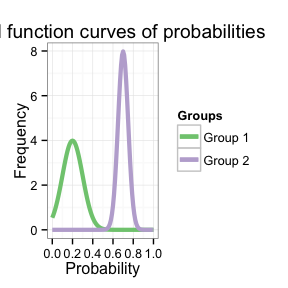 function curves of probabilities
Frequency
8
6
4
2
0
0.0 0.2 0.4 0.6 0.8 1.0
Probability
Groups
Group 1
Group 2